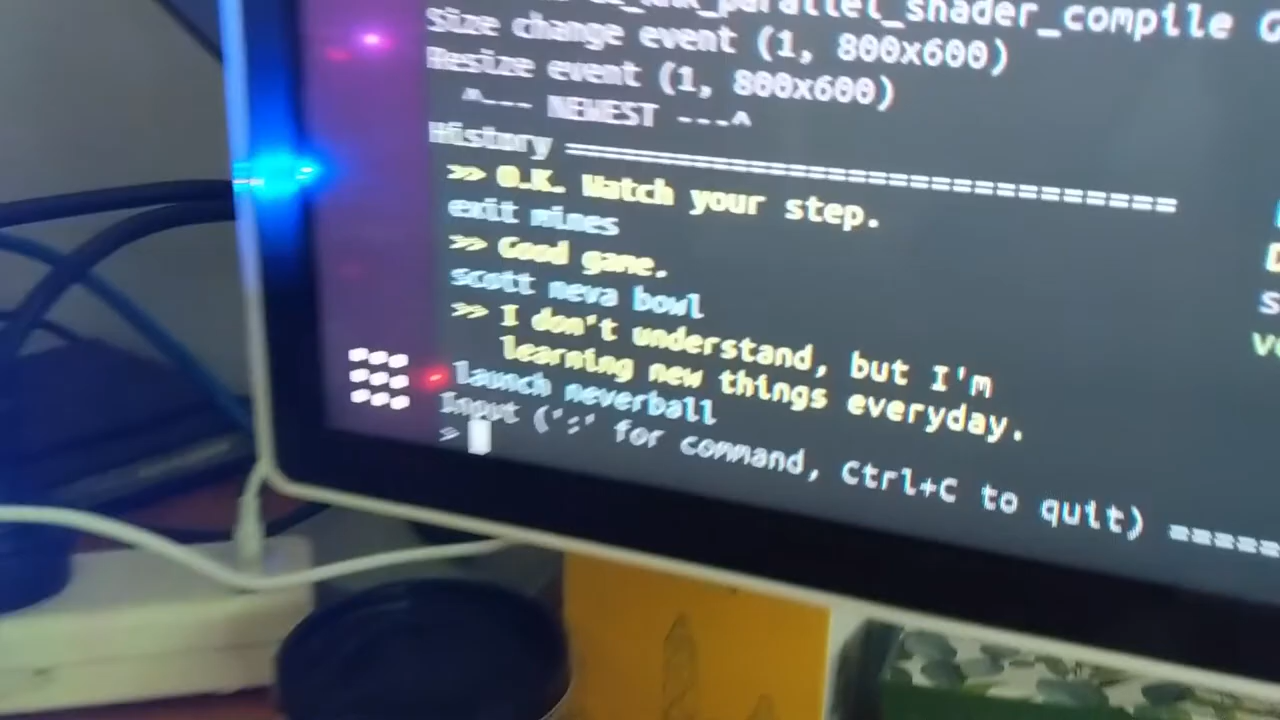 parallel_shader_compile
Size change event (1, 800x600)
Resize event (1, 800x600)
^--- NEWEST ---^
History ==================================
>> O.K. Watch your step.
exit mines
>> Good game.
scott neva bowl
>> I don't understand, but I'm
learning new things everyday.
launch neverball
Input (':' for command, Ctrl+C to quit) =====
>